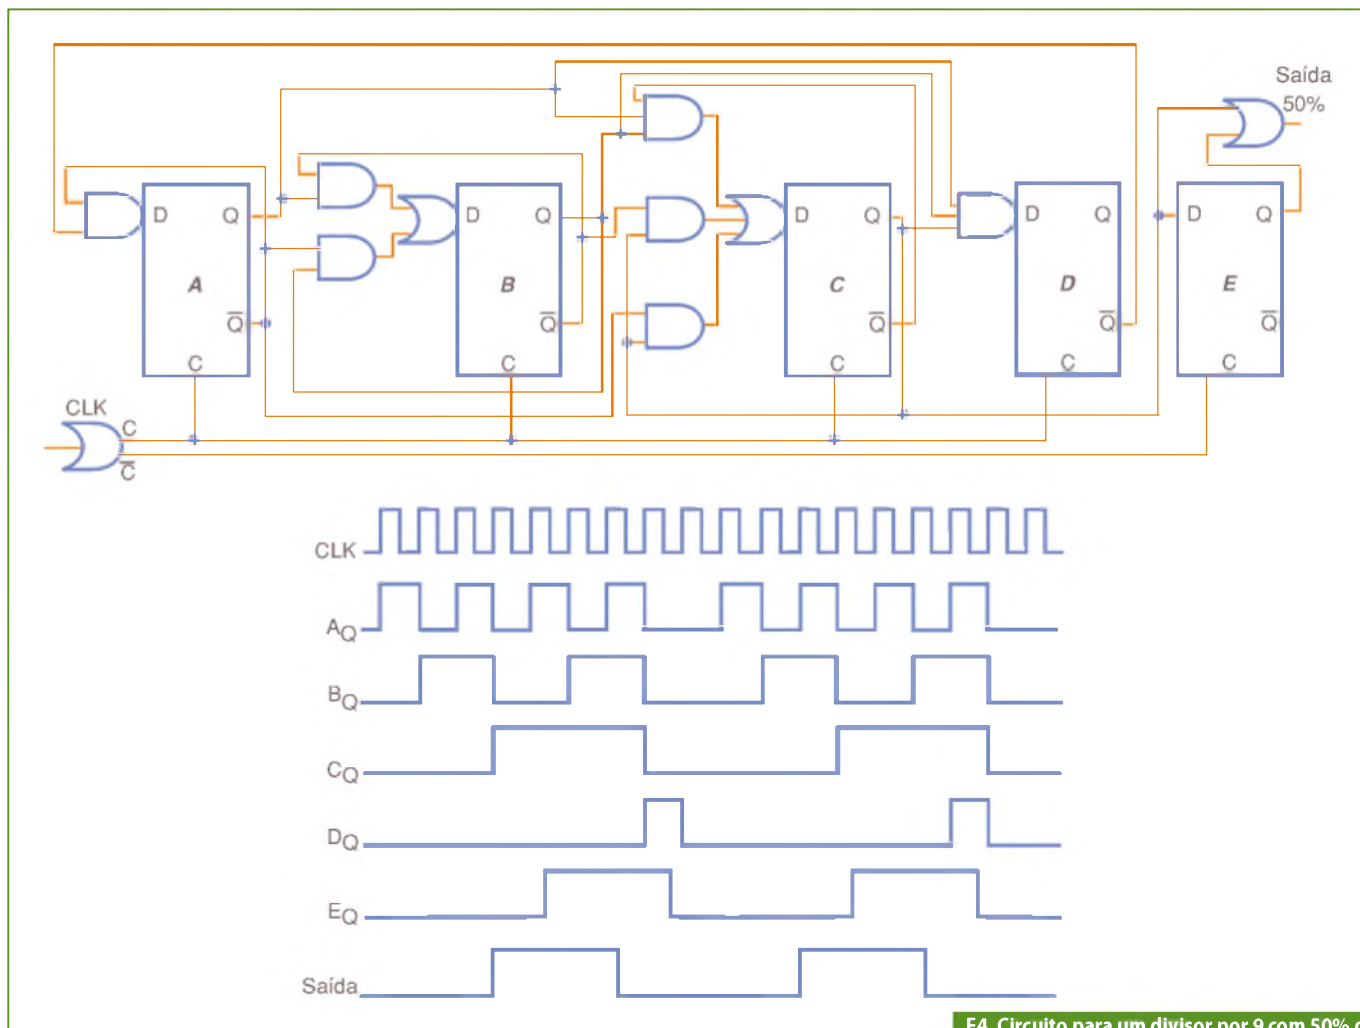 Saída
50%
D Q
A
Q
C
D Q
B
Q
C
D Q
C
Q
C
D Q
D
Q
C
D Q
E
Q
C
CLK
C
C
CLK
AQ
BQ
CQ
DQ
EQ
Saída
F4. Circuito para um divisor por 9 com 50%